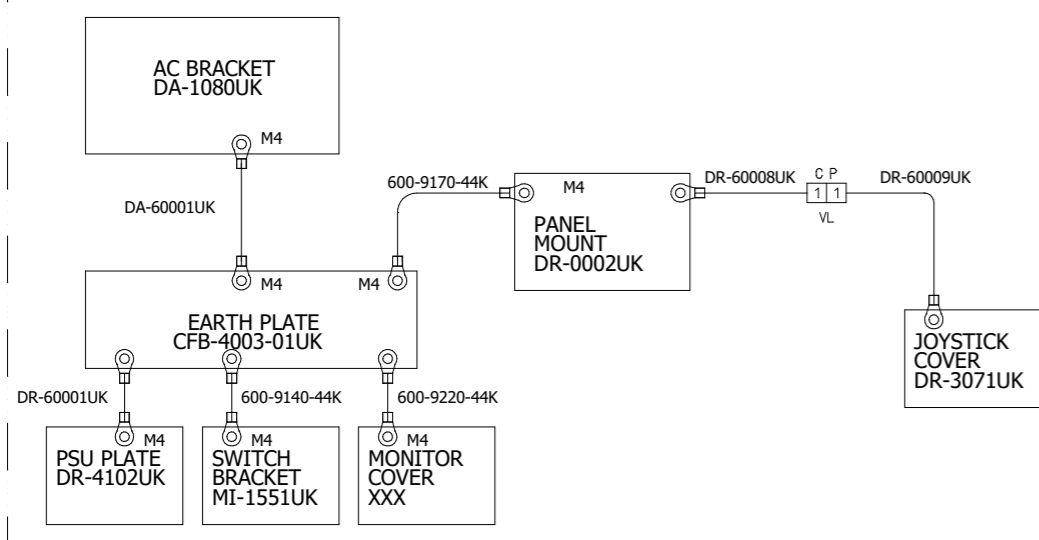 AC BRACKET
DA-1080UK
M4
DA-60001UK
600-9170-44K
M4
DR-60008UK
C P
1 1
VL
DR-60009UK
PANEL
MOUNT
DR-0002UK
M4
M4
EARTH PLATE
CFB-4003-01UK
JOYSTICK
COVER
DR-3071UK
DR-60001UK
600-9140-44K
600-9220-44K
M4
PSU PLATE
DR-4102UK
M4
SWITCH
BRACKET
MI-1551UK
M4
MONITOR
COVER
XXX